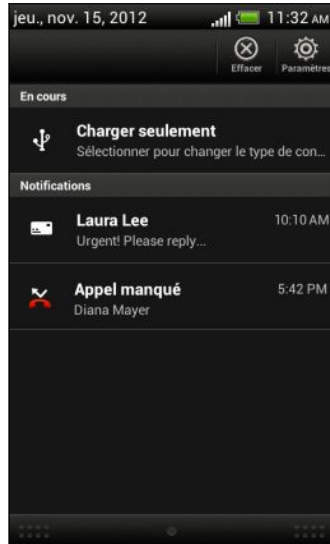 jeu., nov. 15, 2012 11:32 AM
Effacer Paramètres
En cours
Charger seulement
Sélectionner pour changer le type de con...
Notifications
Laura Lee 10:10 AM
Urgent! Please reply...
Appel manqué 5:42 PM
Diana Mayer